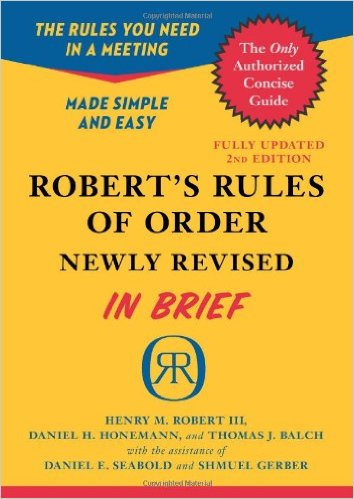 THE RULES YOU NEED
IN A MEETING
MADE SIMPLE
AND EASY
The Only
Authorized
Concise
Guide
FULLY UPDATED
2ND EDITION
ROBERT'S RULES
OF ORDER
NEWLY REVISED
IN BRIEF
RR
HENRY M. ROBERT III,
DANIEL H. HONEMANN, and THOMAS J. BALCH
with the assistance of
DANIEL E. SEABOLD and SHMUEL GERBER